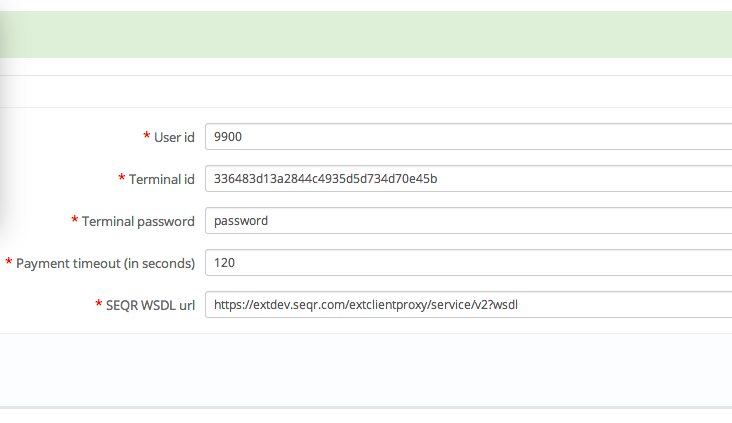 * User id 9900
* Terminal id 336483d13a2844c4935d5d734d70e45b
* Terminal password password
* Payment timeout (in seconds) 120
* SEQR WSDL url https://extdev.seqr.com/extclientproxy/service/v2?wsdl